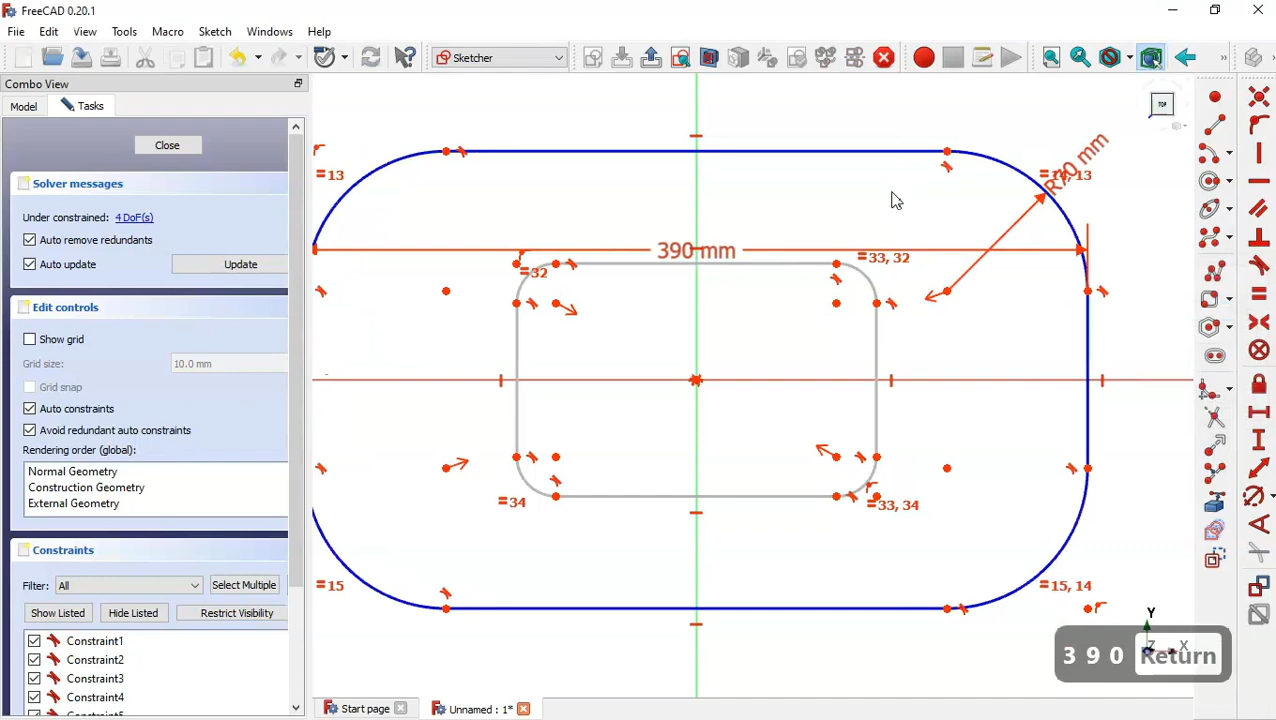 FreeCAD 0.20.1
File Edit View Tools Macro Sketch Windows Help
Sketcher
Combo View
Model Tasks
Close
Solver messages
Under constrained: 4 DoF(s)
Auto remove redundants
Auto update Update
Edit controls
Show grid
Grid size: 10.0 mm
Grid snap
Auto constraints
Avoid redundant auto constraints
Rendering order (global):
Normal Geometry
Construction Geometry
External Geometry
Constraints
Filter: All Select Multiple
Show Listed Hide Listed Restrict Visibility
Constraint1
Constraint2
Constraint3
Constraint4
TOP
=13
R70 mm
390 mm
=32
=33, 32
=34
=33, 34
=15
=15, 14
Y
Z X
3 9 0 Return
Start page Unnamed : 1*